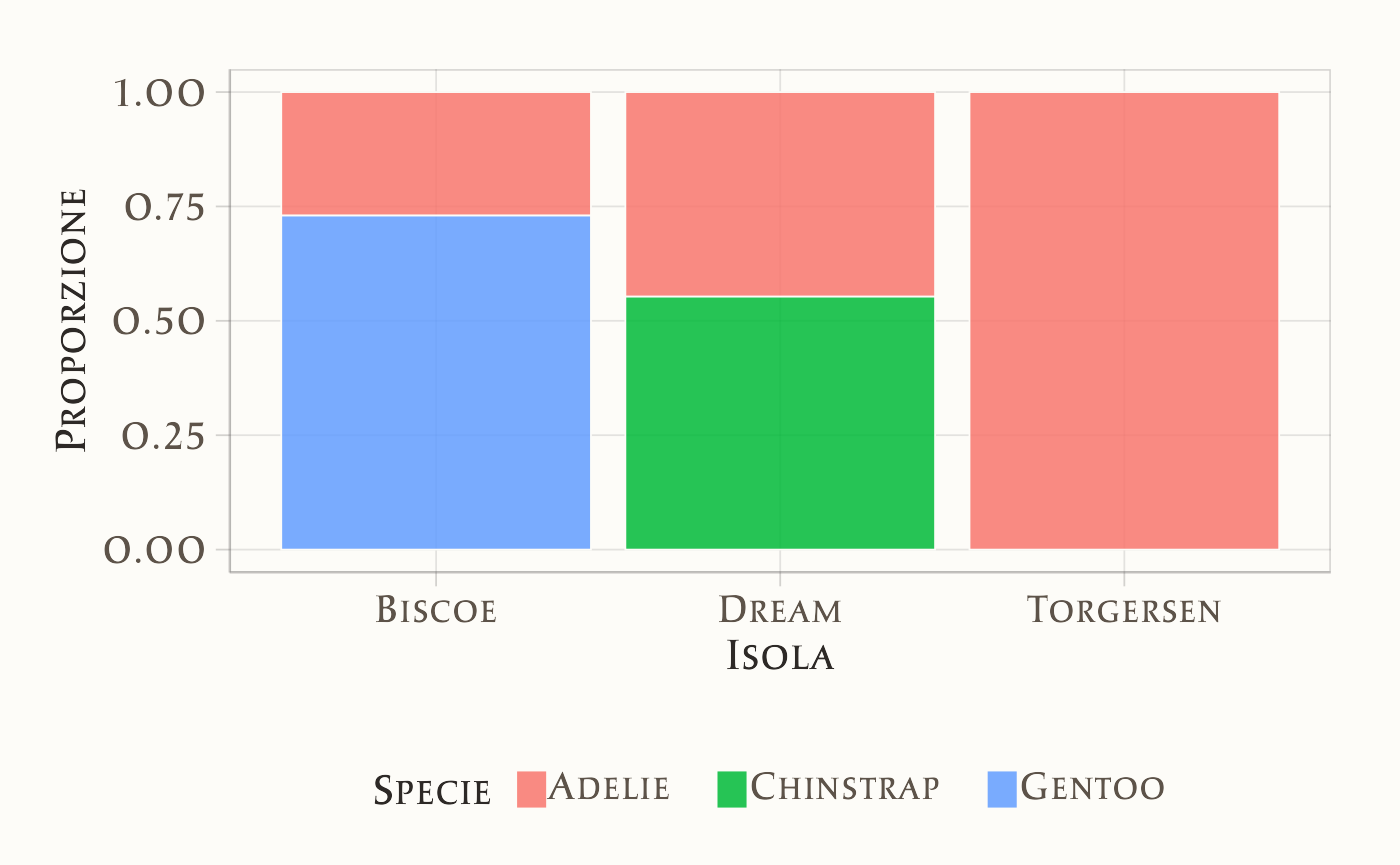 Proporzione
1.00
0.75
0.50
0.25
0.00
Biscoe Dream Torgersen
Isola
Specie Adelie Chinstrap Gentoo